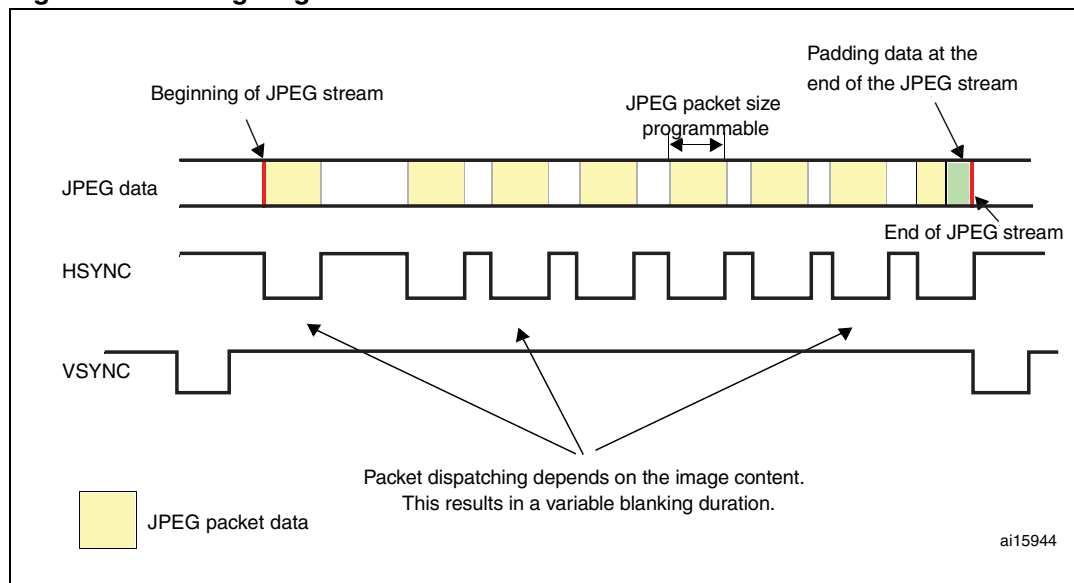 Padding data at the
end of the JPEG stream
Beginning of JPEG stream
JPEG packet size
programmable
JPEG data
End of JPEG stream
HSYNC
VSYNC
Packet dispatching depends on the image content.
This results in a variable blanking duration.
JPEG packet data
ai15944